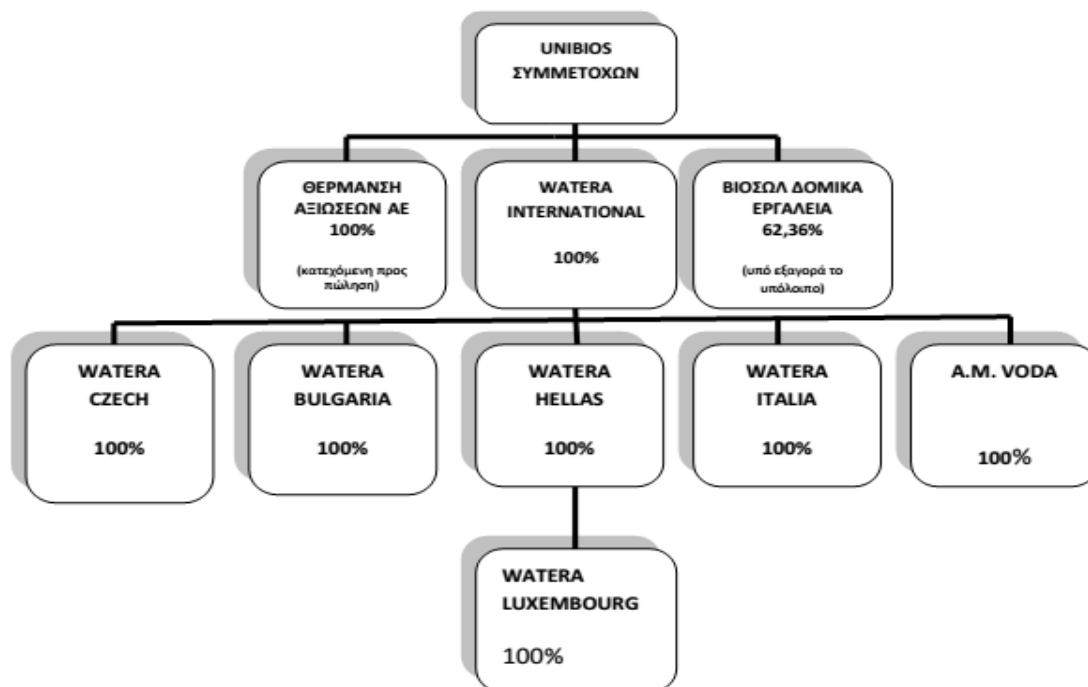 UNIBIOS
ΣΥΜΜΕΤΟΧΩΝ
ΘΕΡΜΑΝΣΗ
ΑΞΙΩΣΕΩΝ ΑΕ
100%
(κατεχόμενη προς
πώληση)
WATERA
INTERNATIONAL
100%
ΒΙΟΣΩΛ ΔΟΜΙΚΑ
ΕΡΓΑΛΕΙΑ
62,36%
(υπό εξαγορά το
υπόλοιπο)
WATERA
CZECH
100%
WATERA
BULGARIA
100%
WATERA
HELLAS
100%
WATERA
ITALIA
100%
A.M. VODA
100%
WATERA
LUXEMBOURG
100%